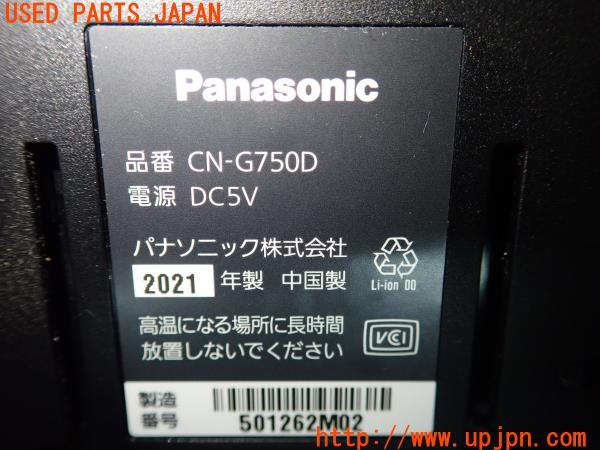 USED PARTS JAPAN
Panasonic
品番 CN-G750D
電源 DC5V
パナソニック株式会社
2021 年製 中国製
Li-ion 00
高温になる場所に長時間
放置しないでください
VCCI
製造
番号
501262M02
http://www.upjpn.com